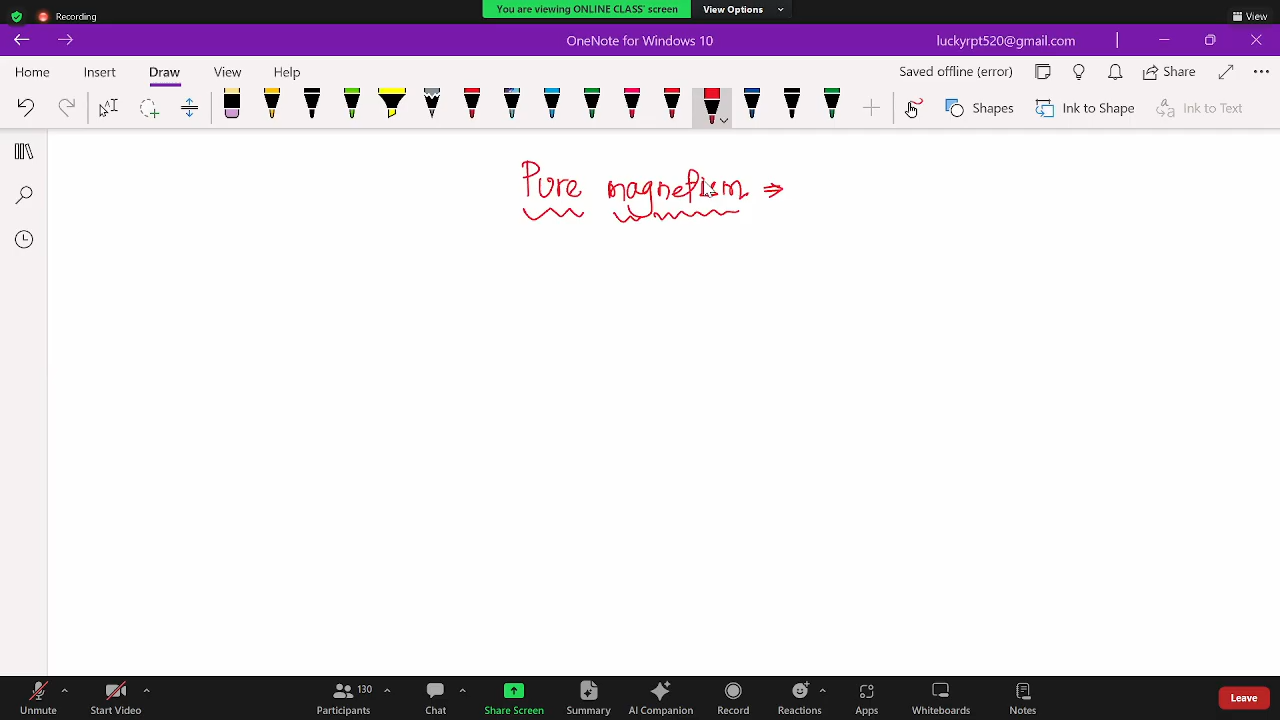 Recording
You are viewing ONLINE CLASS' screen
View Options
View
OneNote for Windows 10
luckyrpt520@gmail.com
Home Insert Draw View Help
Saved offline (error)
Share
Shapes
Ink to Shape
Ink to Text
Pure magnetism ⇒
Unmute
Start Video
Participants 130
Chat
Share Screen
Summary
AI Companion
Record
Reactions
Apps
Whiteboards
Notes
Leave